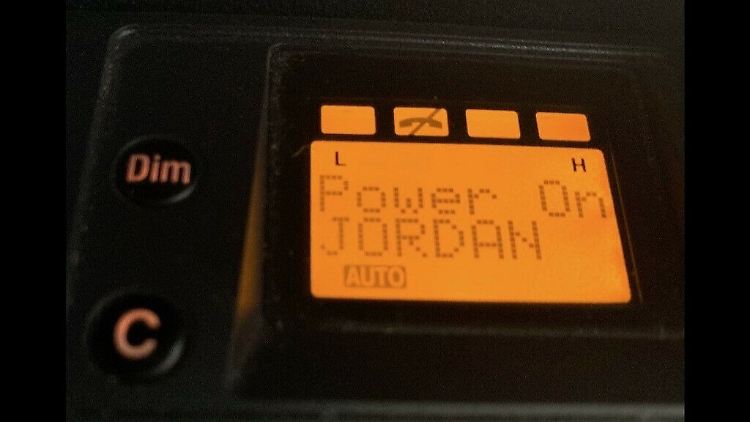 Dim
L H
Power On
JORDAN
AUTO
C